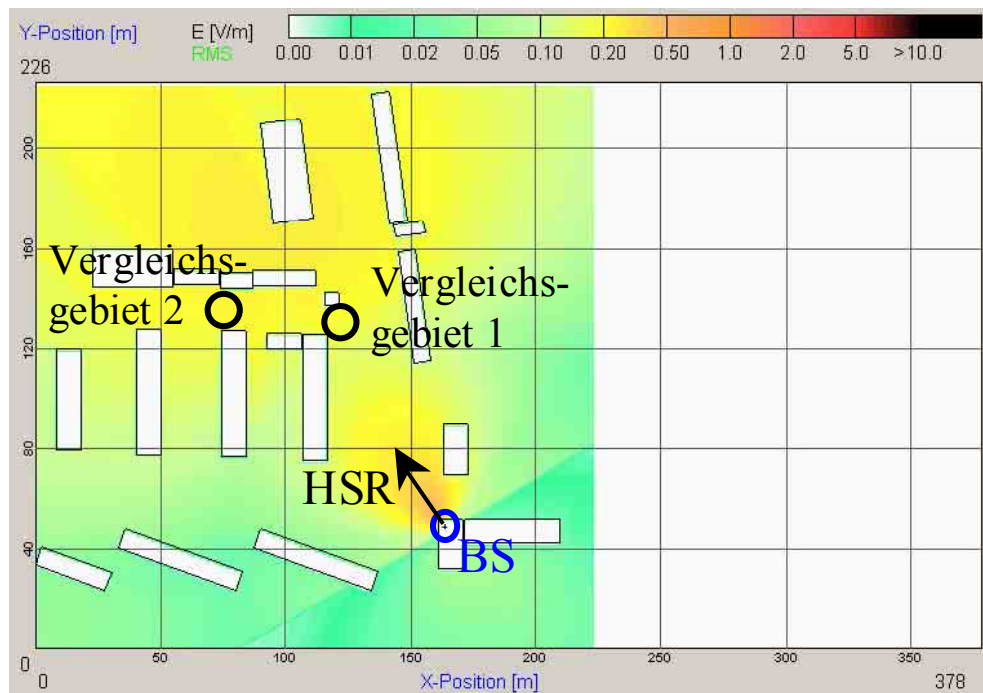 Y-Position [m]
E [V/m]
RMS
0.00 0.01 0.02 0.05 0.10 0.20 0.50 1.0 2.0 5.0 >10.0
226
200
160
120
80
40
0
Vergleichs-
gebiet 2
Vergleichs-
gebiet 1
HSR
BS
50 100 150 200 250 300 350
0
X-Position [m]
378